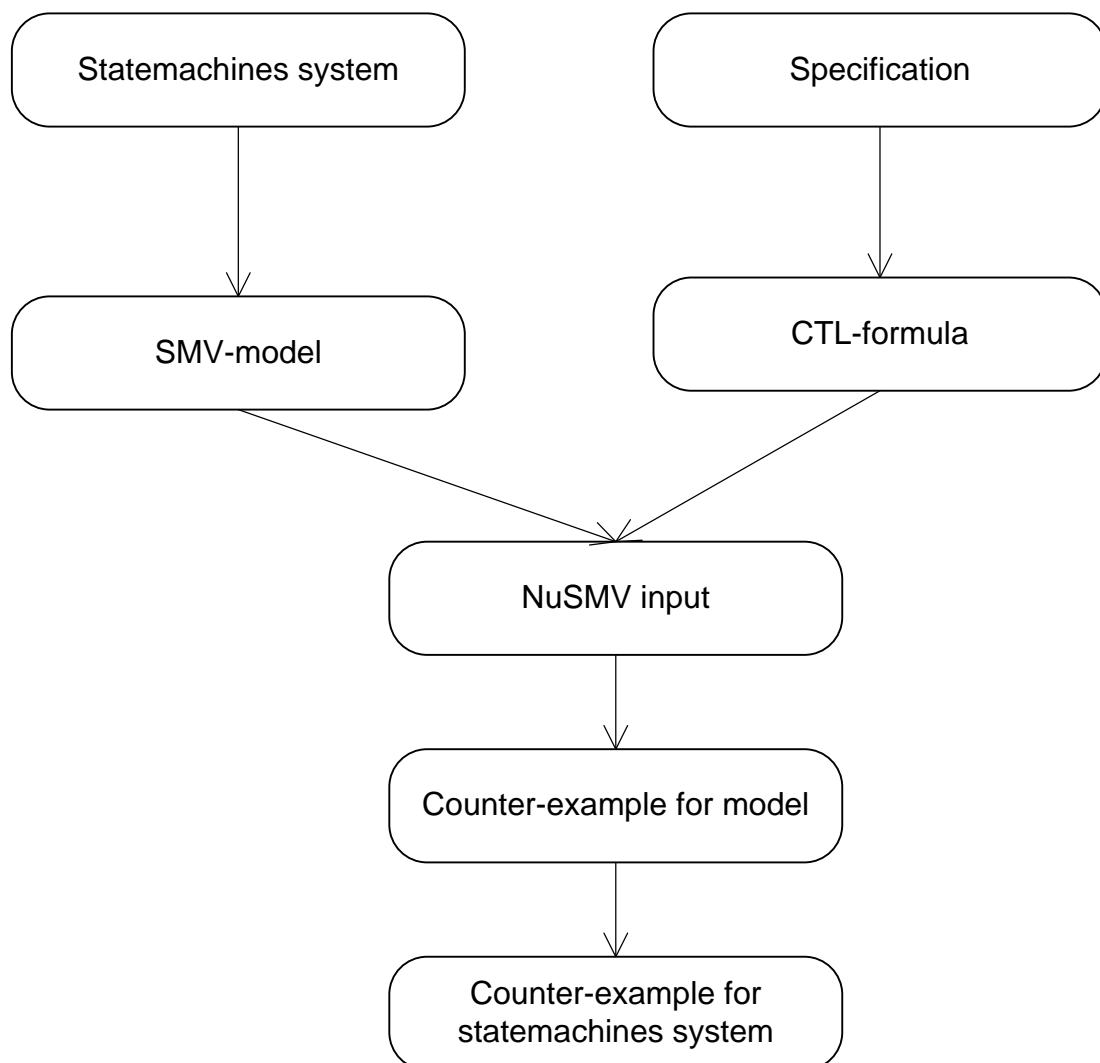 Statemachines system
Specification
SMV-model
CTL-formula
NuSMV input
Counter-example for model
Counter-example for
statemachines system